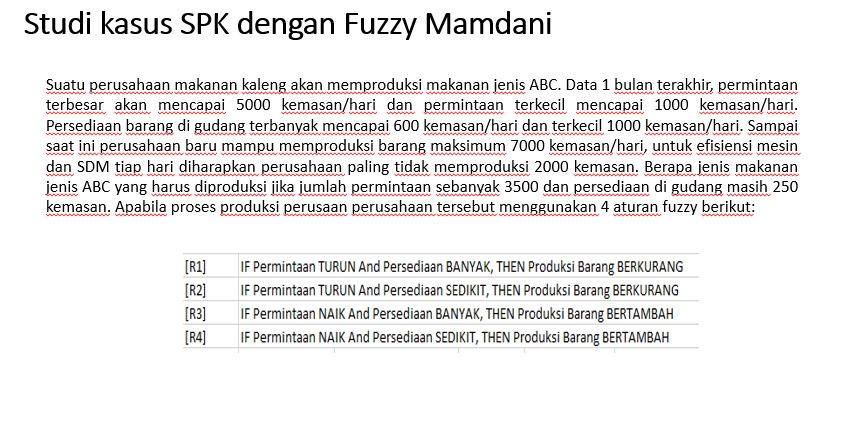 Studi kasus SPK dengan Fuzzy Mamdani
Suatu perusahaan makanan kaleng akan memproduksi makanan jenis ABC. Data 1 bulan terakhir, permintaan
terbesar akan mencapai 5000 kemasan/hari dan permintaan terkecil mencapai 1000 kemasan/hari.
Persediaan barang di gudang terbanyak mencapai 600 kemasan/hari dan terkecil 1000 kemasan/hari. Sampai
saat ini perusahaan baru mampu memproduksi barang maksimum 7000 kemasan/hari, untuk efisiensi mesin
dan SDM tiap hari diharapkan perusahaan paling tidak memproduksi 2000 kemasan. Berapa jenis makanan
jenis ABC yang harus diproduksi jika jumlah permintaan sebanyak 3500 dan persediaan di gudang masih 250
kemasan. Apabila proses produksi perusaan perusahaan tersebut menggunakan 4 aturan fuzzy berikut:
[R1] IF Permintaan TURUN And Persediaan BANYAK, THEN Produksi Barang BERKURANG
[R2] IF Permintaan TURUN And Persediaan SEDIKIT, THEN Produksi Barang BERKURANG
[R3] IF Permintaan NAIK And Persediaan BANYAK, THEN Produksi Barang BERTAMBAH
[R4] IF Permintaan NAIK And Persediaan SEDIKIT, THEN Produksi Barang BERTAMBAH